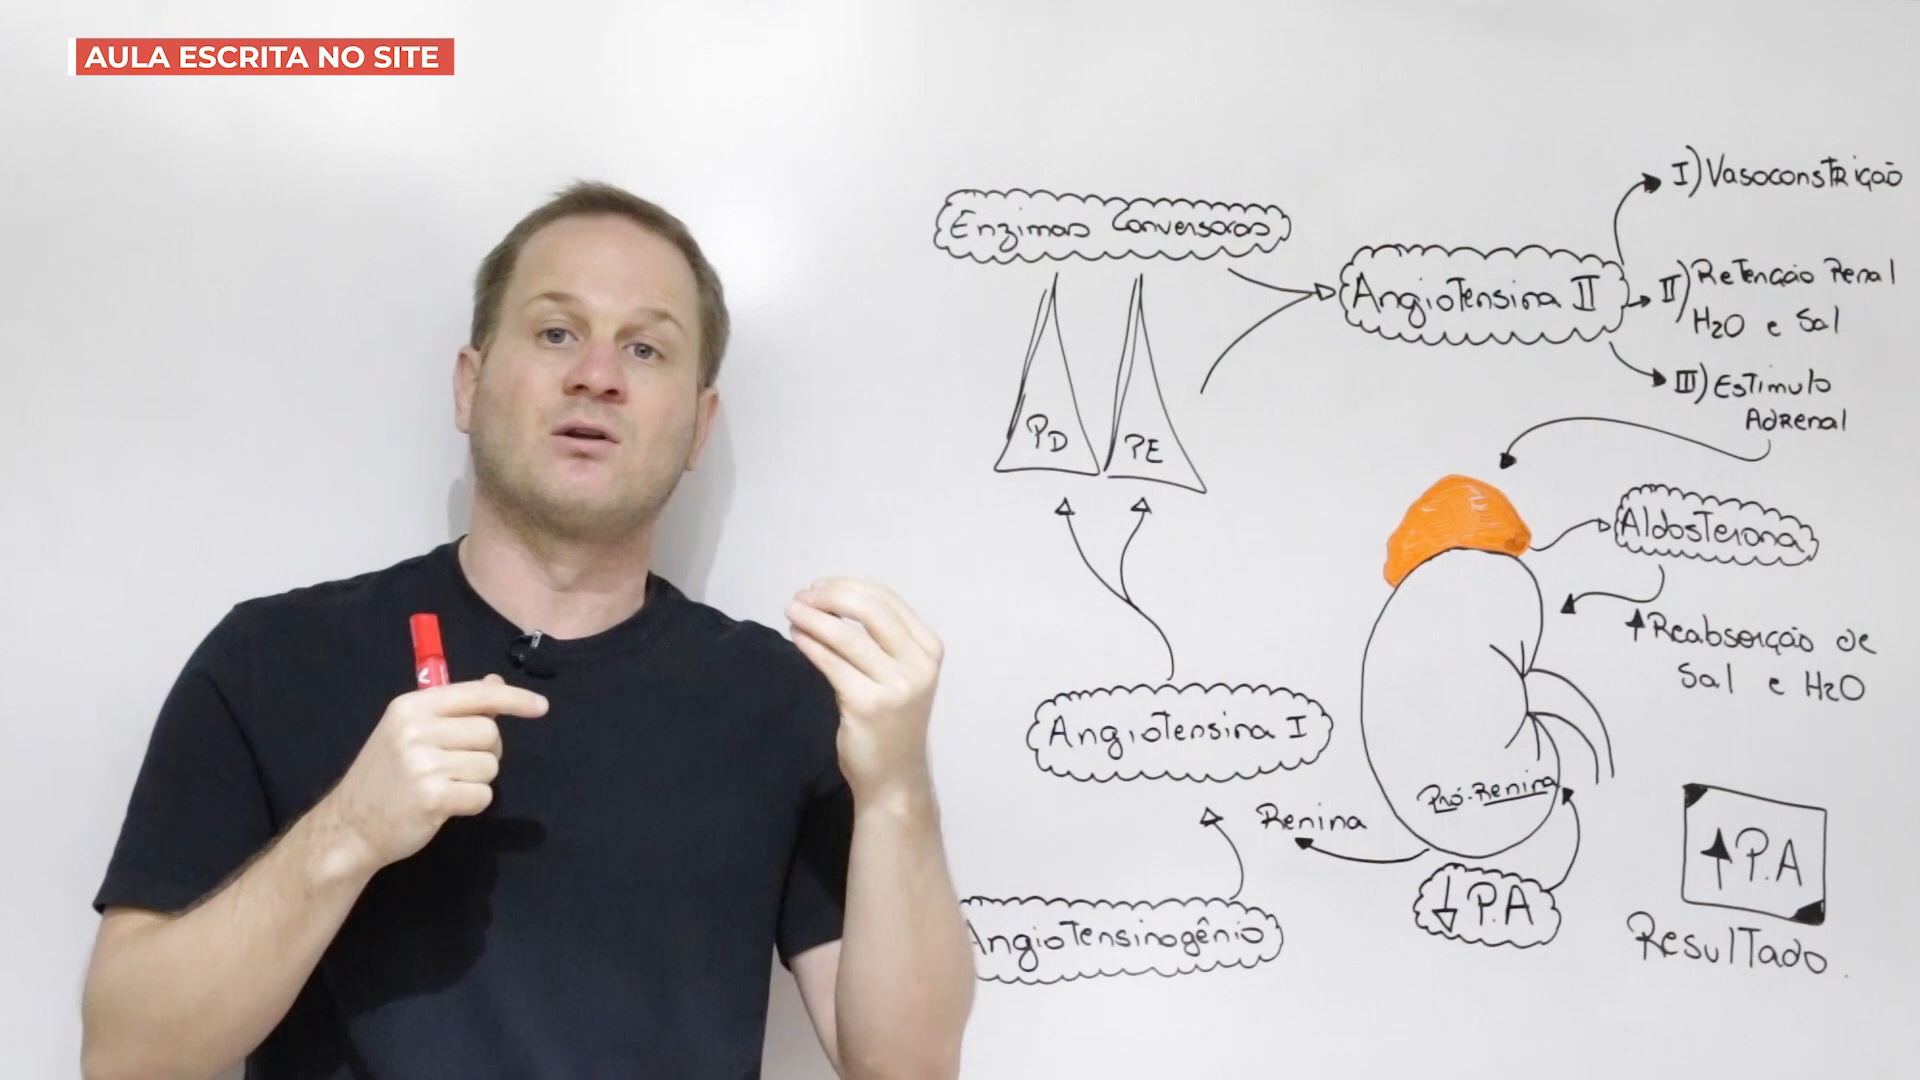 AULA ESCRITA NO SITE
Enzimas Conversoras
Angiotensina II
I) Vasoconstrição
II) Retenção Renal
H2O e Sal
III) Estimulo
Adrenal
PD
PE
Aldosterona
↑Reabsorção de
Sal e H2O
Angiotensina I
Pró-Renina
Renina
↓ P.A
Angiotensinogênio
↑ P.A
Resultado